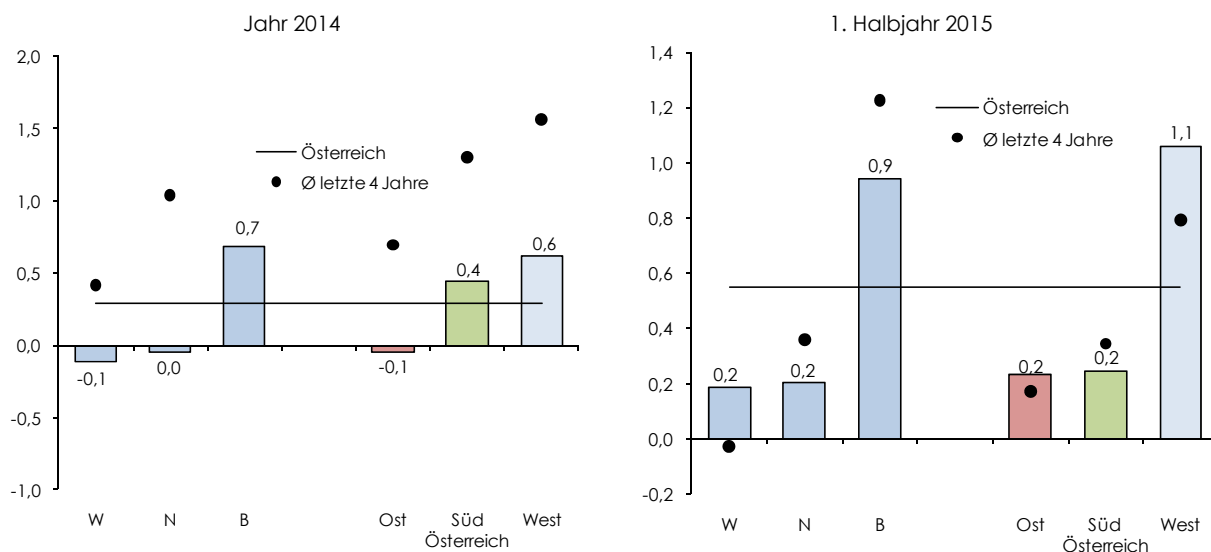 Jahr 2014
2,0
1,5
1,0
0,5
0,0
-0,5
-1,0
Österreich
Ø letzte 4 Jahre
-0,1
0,0
0,7
-0,1
0,4
0,6
W
N
B
Ost
Süd
West
Österreich
1. Halbjahr 2015
1,4
1,2
1,0
0,8
0,6
0,4
0,2
0,0
-0,2
Österreich
Ø letzte 4 Jahre
0,2
0,2
0,9
0,2
0,2
1,1
W
N
B
Ost
Süd
West
Österreich